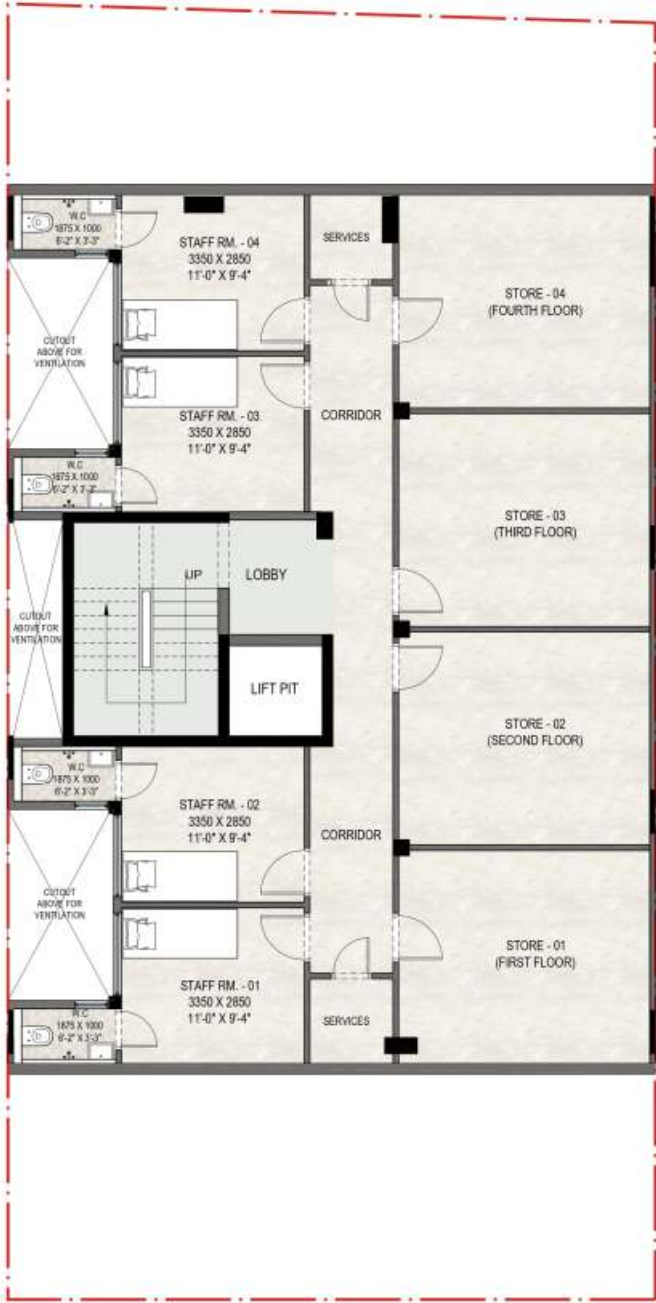 W.C
1875 X 1000
6'-2" X 3'-3"
STAFF RM. - 04
3350 X 2850
11'-0" X 9'-4"
SERVICES
STORE - 04
(FOURTH FLOOR)
CUTOUT
ABOVE FOR
VENTILATION
STAFF RM. - 03
3350 X 2850
11'-0" X 9'-4"
CORRIDOR
W.C
1875 X 1000
6'-2" X 3'-3"
STORE - 03
(THIRD FLOOR)
UP
LOBBY
CUTOUT
ABOVE FOR
VENTILATION
LIFT PIT
STORE - 02
(SECOND FLOOR)
W.C
1875 X 1000
6'-2" X 3'-3"
STAFF RM. - 02
3350 X 2850
11'-0" X 9'-4"
CORRIDOR
CUTOUT
ABOVE FOR
VENTILATION
STORE - 01
(FIRST FLOOR)
STAFF RM. - 01
3350 X 2850
11'-0" X 9'-4"
W.C
1875 X 1000
6'-2" X 3'-3"
SERVICES